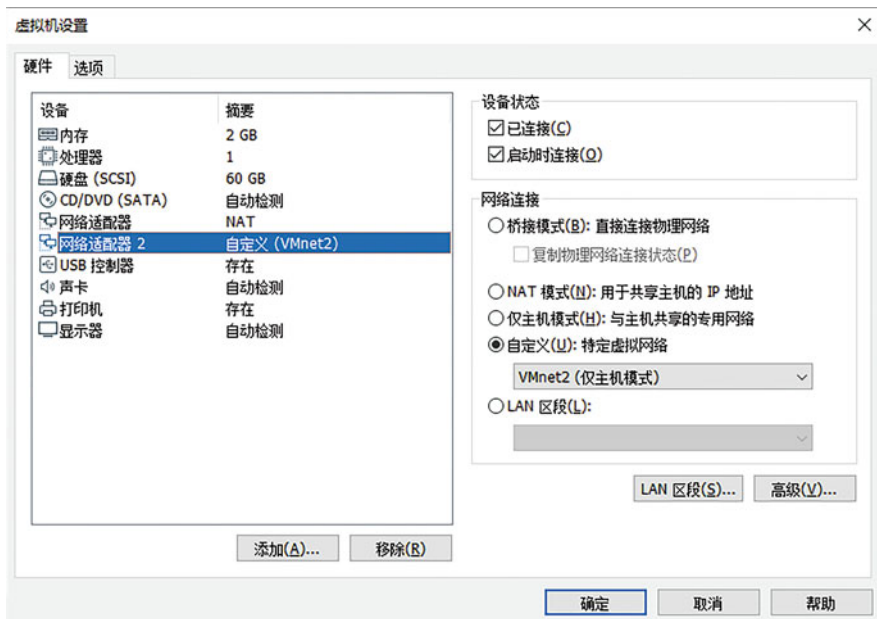 虚拟机设置
硬件 选项
设备 摘要
内存 2 GB
处理器 1
硬盘 (SCSI) 60 GB
CD/DVD (SATA) 自动检测
网络适配器 NAT
网络适配器 2 自定义 (VMnet2)
USB 控制器 存在
声卡 自动检测
打印机 存在
显示器 自动检测
添加(A)... 移除(R)
设备状态
已连接(C)
启动时连接(O)
网络连接
桥接模式(B): 直接连接物理网络
复制物理网络连接状态(P)
NAT 模式(N): 用于共享主机的 IP 地址
仅主机模式(H): 与主机共享的专用网络
自定义(U): 特定虚拟网络
VMnet2 (仅主机模式)
LAN 区段(L):
LAN 区段(S)... 高级(V)...
确定 取消 帮助